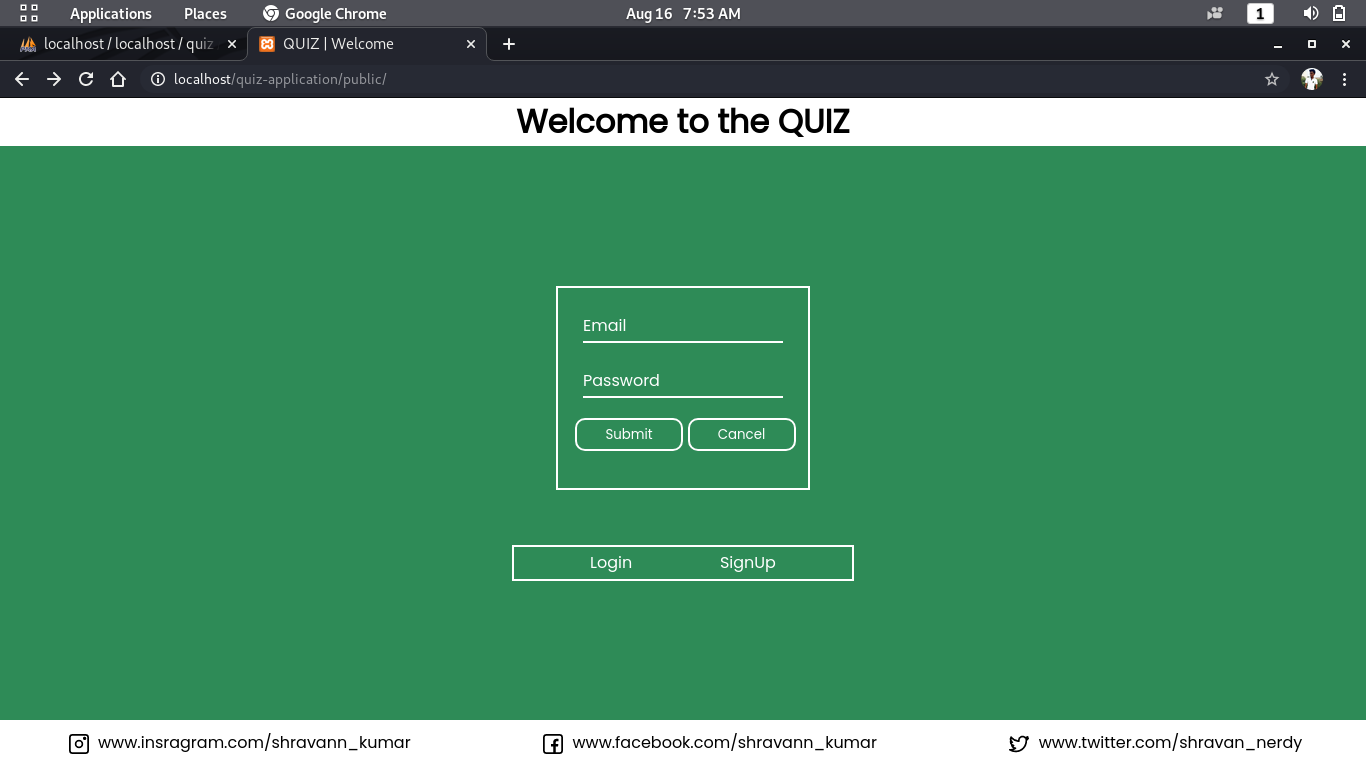 Applications Places Google Chrome Aug 16 7:53 AM 1
localhost / localhost / quiz QUIZ | Welcome
localhost/quiz-application/public/
Welcome to the QUIZ
Email
Password
Submit Cancel
Login SignUp
www.insragram.com/shravann_kumar www.facebook.com/shravann_kumar www.twitter.com/shravan_nerdy